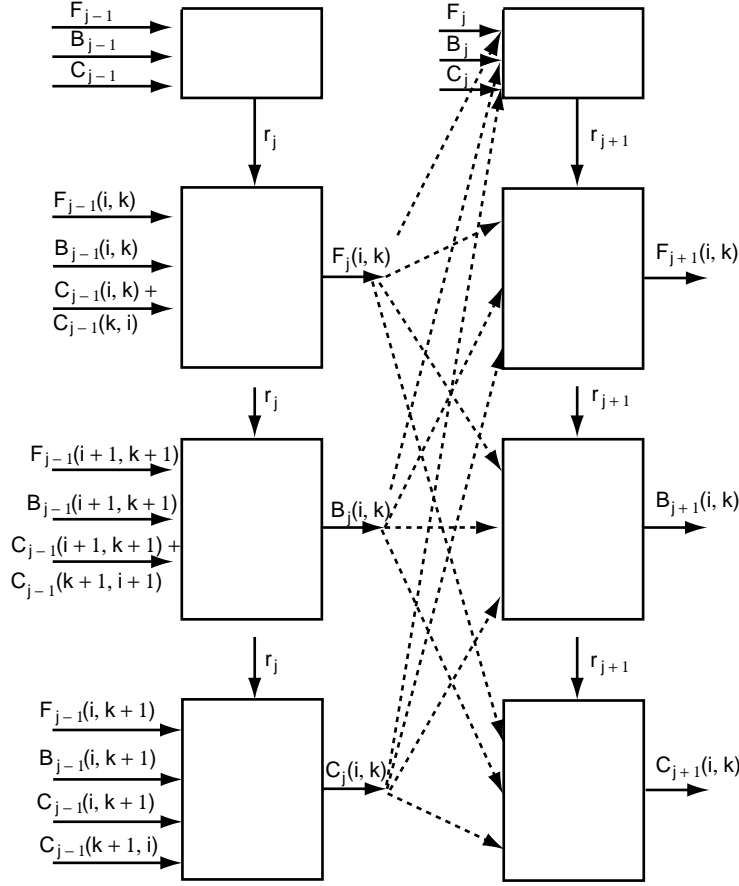 F_{j−1}
B_{j−1}
C_{j−1}
F_j
B_j
C_j
r_j
r_{j+1}
F_{j−1}(i, k)
B_{j−1}(i, k)
C_{j−1}(i, k) +
C_{j−1}(k, i)
F_j(i, k)
F_{j+1}(i, k)
r_j
r_{j+1}
F_{j−1}(i + 1, k + 1)
B_{j−1}(i + 1, k + 1)
C_{j−1}(i + 1, k + 1) +
C_{j−1}(k + 1, i + 1)
B_j(i, k)
B_{j+1}(i, k)
r_j
r_{j+1}
F_{j−1}(i, k + 1)
B_{j−1}(i, k + 1)
C_{j−1}(i, k + 1)
C_{j−1}(k + 1, i)
C_j(i, k)
C_{j+1}(i, k)